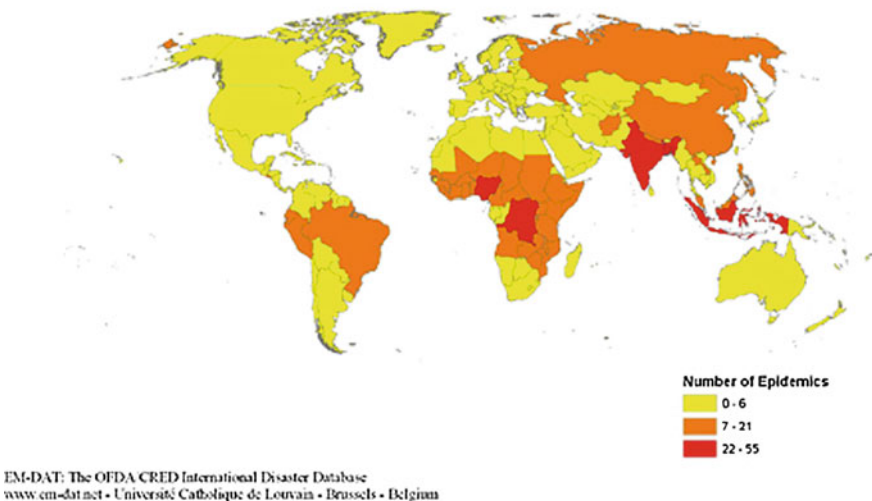 Number of Epidemics
0 - 6
7 - 21
22 - 55
EM-DAT: The OFDA/CRED International Disaster Database
www.em-dat.net - Université Catholique de Louvain - Brussels - Belgium